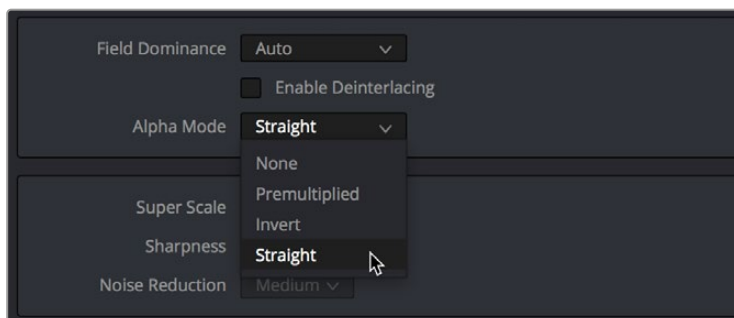 Field Dominance Auto
Enable Deinterlacing
Alpha Mode Straight
None
Premultiplied
Super Scale Invert
Sharpness Straight
Noise Reduction Medium